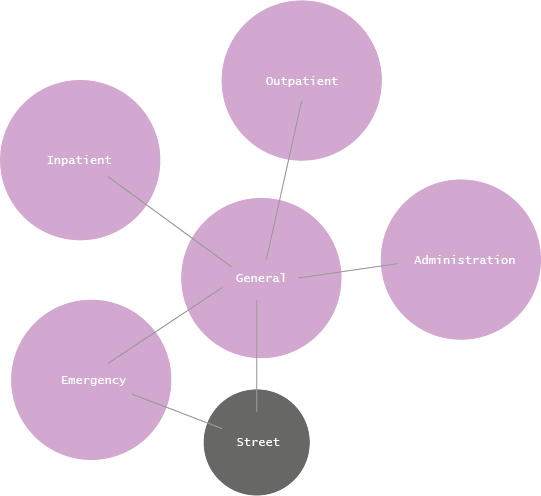 Outpatient
Inpatient
Administration
General
Emergency
Street